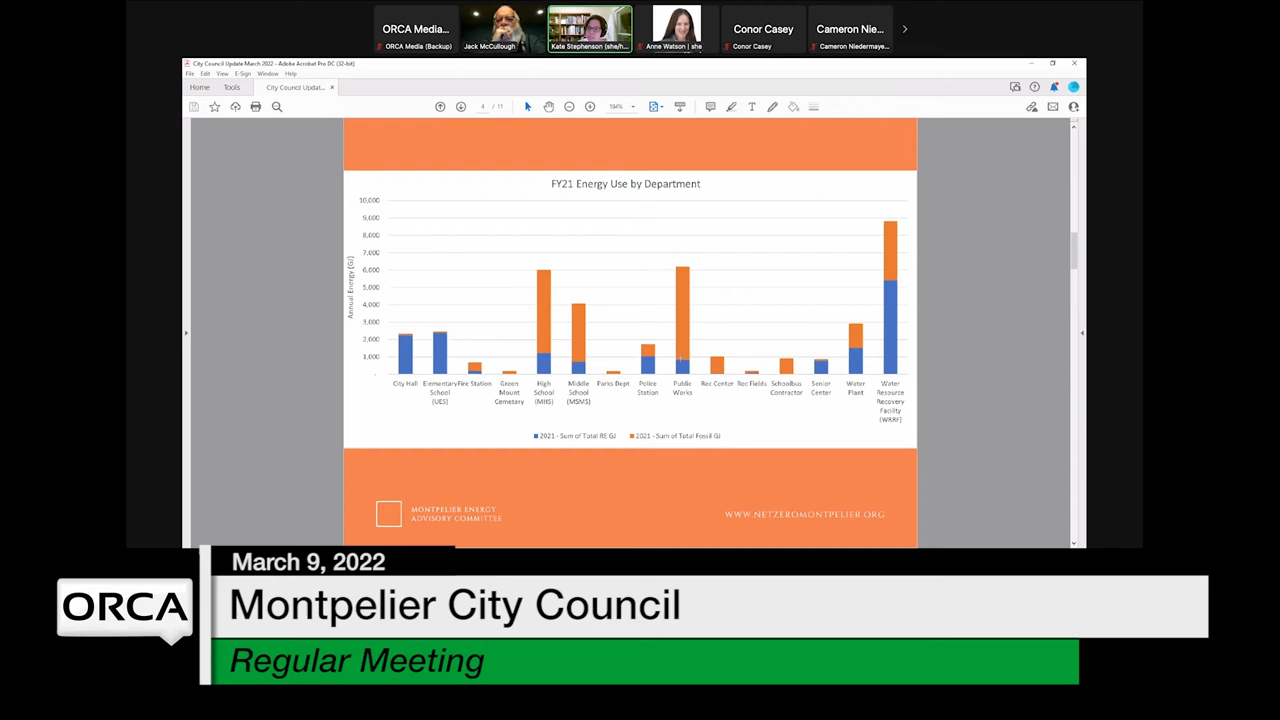 ORCA Media...
Conor Casey
Cameron Nie...
ORCA Media (Backup)
Jack McCullough
Kate Stephenson (she/h...
Anne Watson | she
Conor Casey
Cameron Niedermaye...
City Council Update March 2022 - Adobe Acrobat Pro DC (32-bit)
File Edit View E-Sign Window Help
Home Tools City Council Updat... ×
4 / 11
104%
FY21 Energy Use by Department
Annual Energy (GJ)
10,000
9,000
8,000
7,000
6,000
5,000
4,000
3,000
2,000
1,000
-
City Hall
Elementary School (UES)
Fire Station
Green Mount Cemetery
High School (MHS)
Middle School (MSMS)
Parks Dept
Police Station
Public Works
Rec Center
Rec Fields
Schoolbus Contractor
Senior Center
Water Plant
Water Resource Recovery Facility (WRRF)
2021 - Sum of Total RE GJ
2021 - Sum of Total Fossil GJ
MONTPELIER ENERGY
ADVISORY COMMITTEE
WWW.NETZEROMONTPELIER.ORG
March 9, 2022
ORCA
Montpelier City Council
Regular Meeting